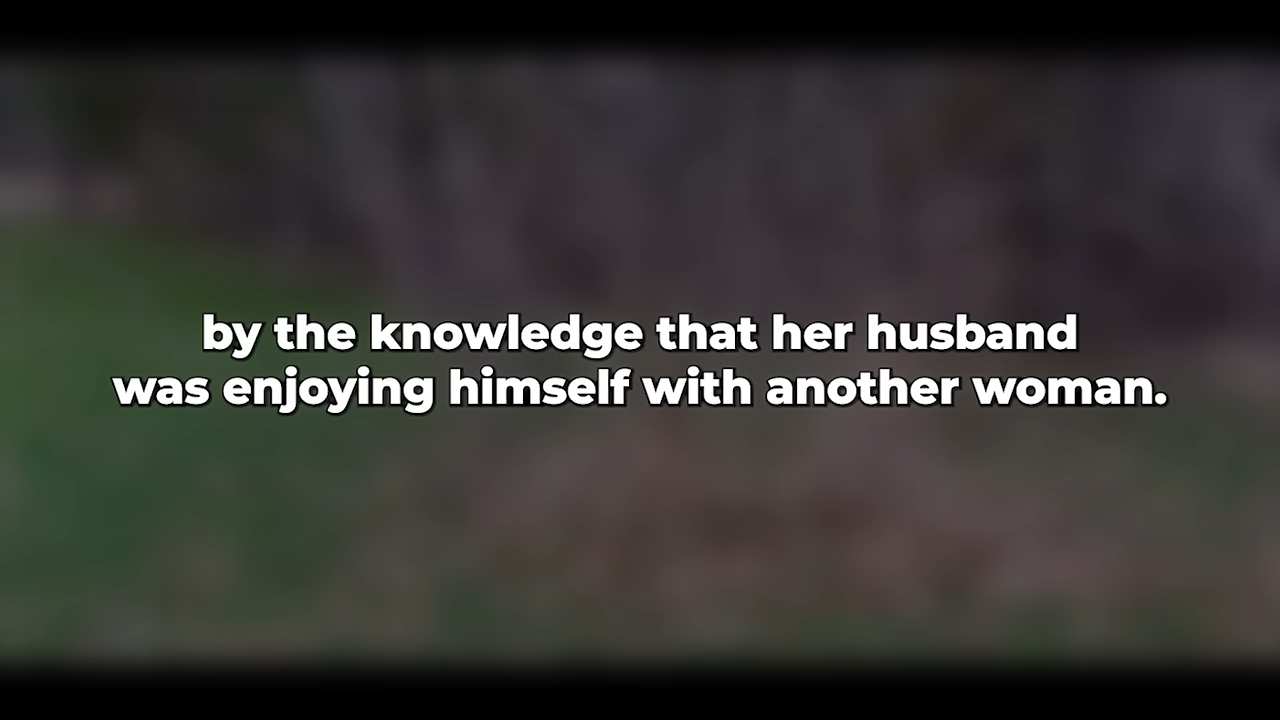 by the knowledge that her husband
was enjoying himself with another woman.